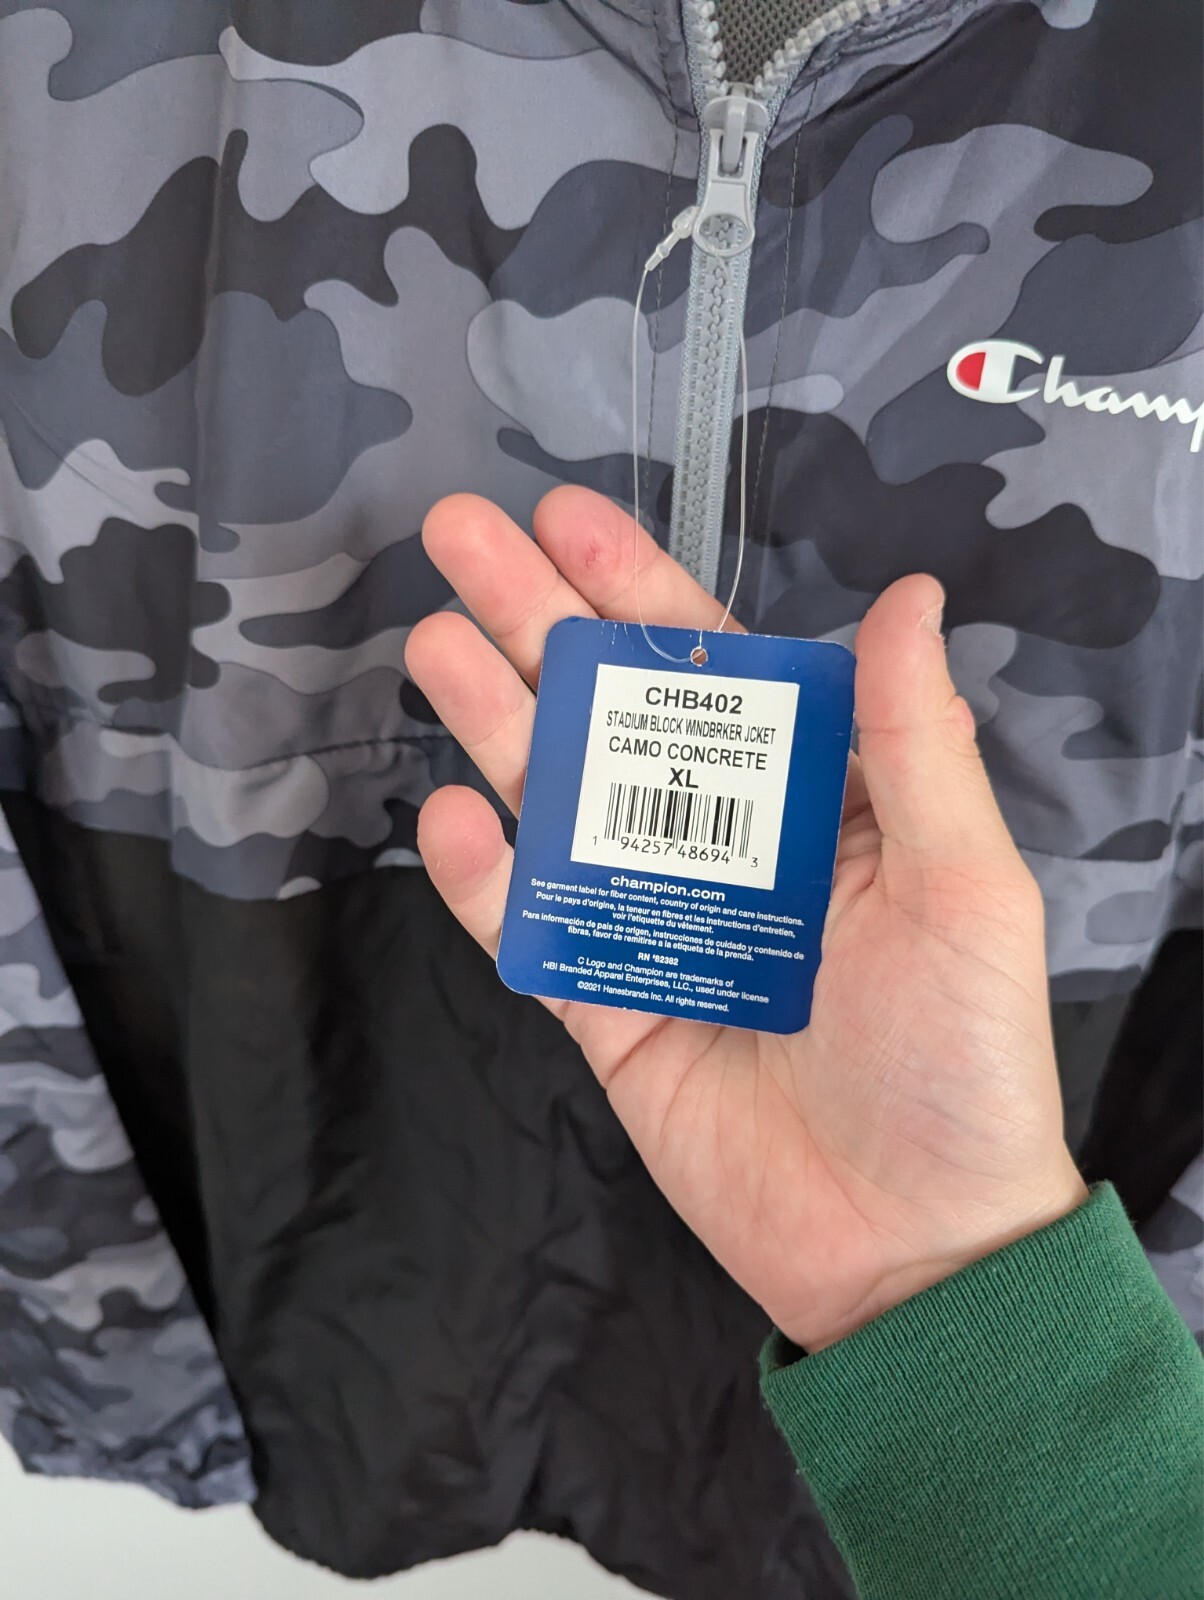 Champ
CHB402
STADIUM BLOCK WINDBRKER JCKET
CAMO CONCRETE
XL
1 94257 48694 3
champion.com
See garment label for fiber content, country of origin and care instructions.
Pour le pays d'origine, la teneur en fibres et les instructions d'entretien,
voir l'etiquette du vêtement.
Para información de pais de origen, instrucciones de cuidado y contenido de
fibras, favor de remitirse a la etiqueta de la prenda.
RN *82382
C Logo and Champion are trademarks of
HBI Branded Apparel Enterprises, LLC., used under license
©2021 Hanesbrands Inc. All rights reserved.